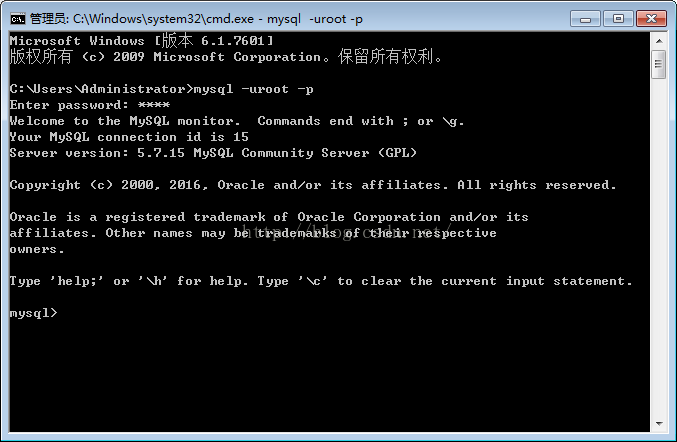 管理员: C:\Windows\system32\cmd.exe - mysql  -uroot -p
Microsoft Windows [版本 6.1.7601]
版权所有 (c) 2009 Microsoft Corporation。保留所有权利。
C:\Users\Administrator>mysql -uroot -p
Enter password: ****
Welcome to the MySQL monitor.  Commands end with ; or \g.
Your MySQL connection id is 15
Server version: 5.7.15 MySQL Community Server (GPL)
Copyright (c) 2000, 2016, Oracle and/or its affiliates. All rights reserved.
Oracle is a registered trademark of Oracle Corporation and/or its
affiliates. Other names may be trademarks of their respective
http://blog.csdn.net/
owners.
Type 'help;' or '\h' for help. Type '\c' to clear the current input statement.
mysql>